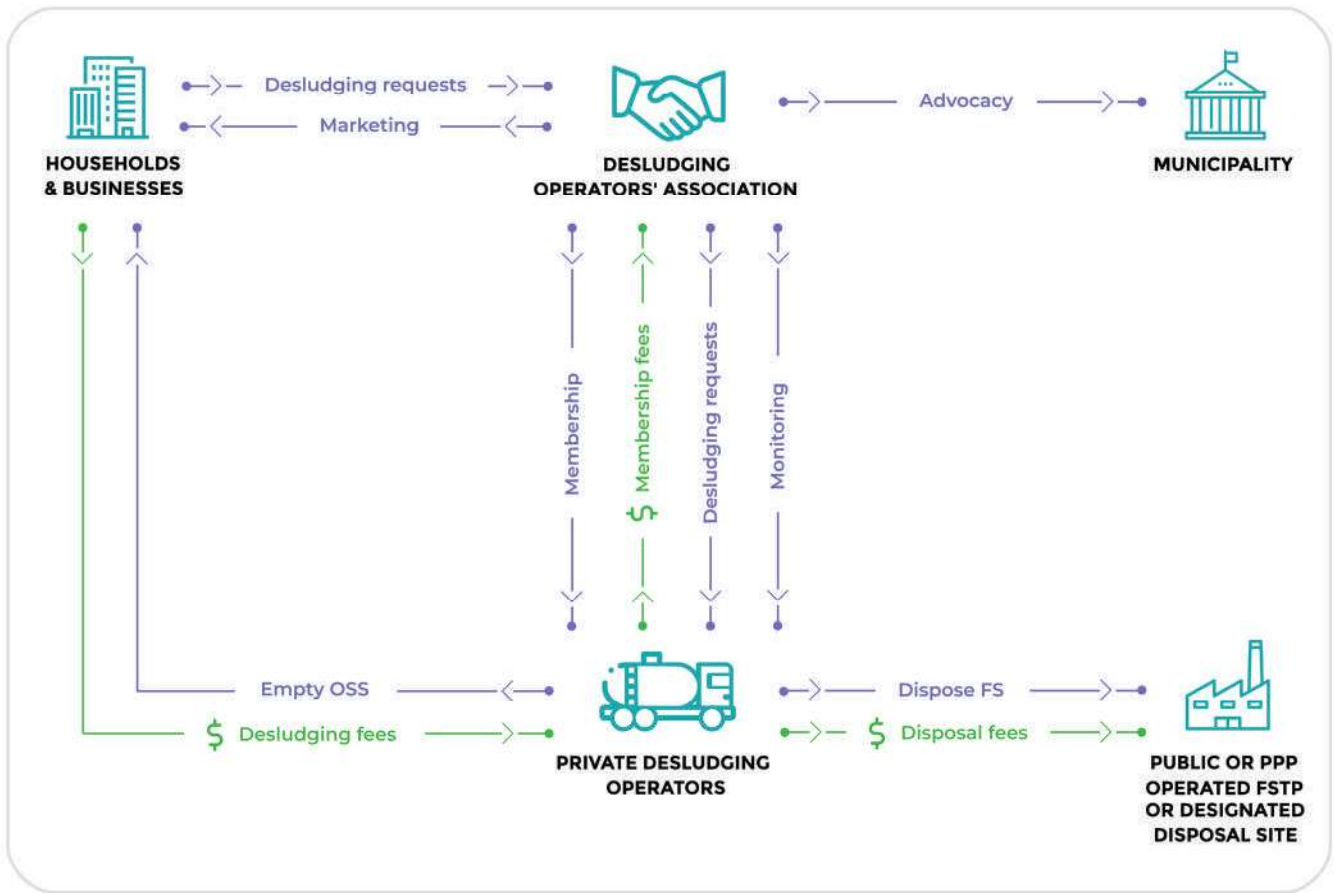 Desludging requests
Marketing
Advocacy
HOUSEHOLDS
& BUSINESSES
DESLUDGING
OPERATORS' ASSOCIATION
MUNICIPALITY
Membership
$ Membership fees
Desludging requests
Monitoring
Empty OSS
$ Desludging fees
Dispose FS
$ Disposal fees
PRIVATE DESLUDGING
OPERATORS
PUBLIC OR PPP
OPERATED FSTP
OR DESIGNATED
DISPOSAL SITE